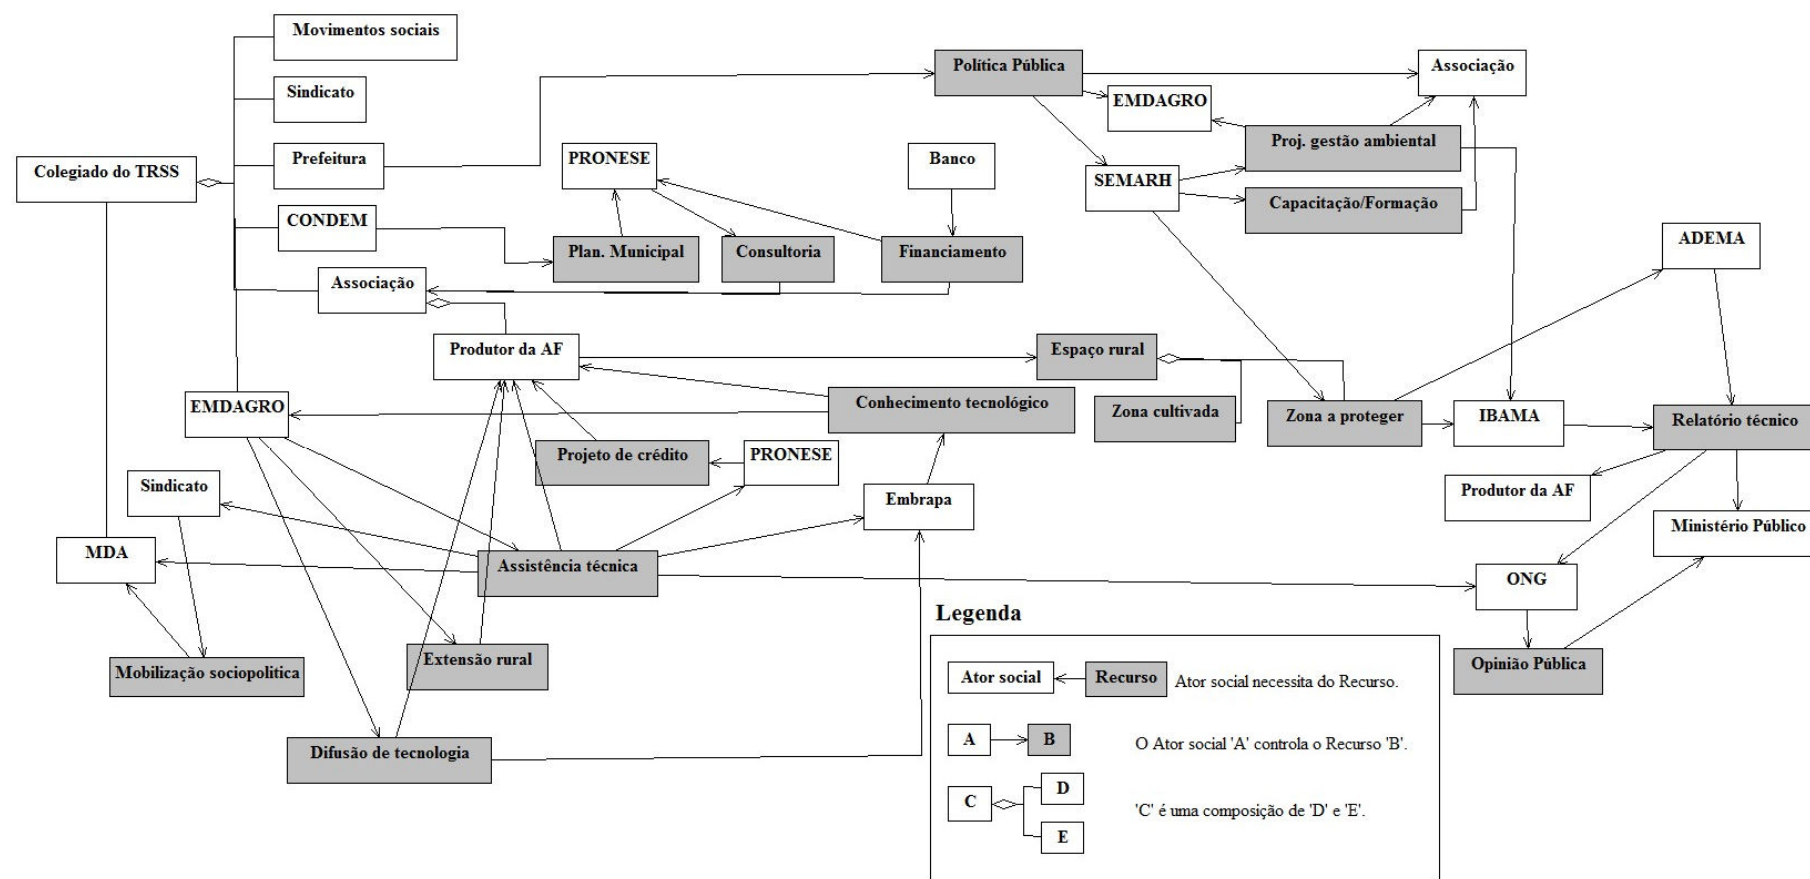 Movimentos sociais
Sindicato
Prefeitura
Colegiado do TRSS
CONDEM
Associação
PRONESE
Banco
Plan. Municipal
Consultoria
Financiamento
Política Pública
Associação
EMDAGRO
Proj. gestão ambiental
SEMARH
Capacitação/Formação
ADEMA
Produtor da AF
Espaço rural
EMDAGRO
Conhecimento tecnológico
Zona cultivada
Zona a proteger
IBAMA
Relatório técnico
Projeto de crédito
PRONESE
Sindicato
Embrapa
Produtor da AF
Ministério Público
MDA
Assistência técnica
ONG
Mobilização sociopolitica
Extensão rural
Opinião Pública
Difusão de tecnologia
Legenda
Ator social
Recurso
Ator social necessita do Recurso.
A
B
O Ator social 'A' controla o Recurso 'B'.
C
D
E
'C' é uma composição de 'D' e 'E'.